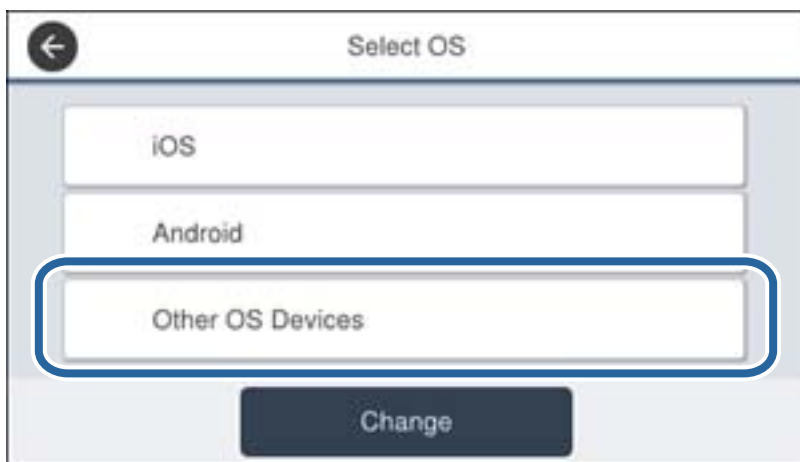 Select OS
iOS
Android
Other OS Devices
Change